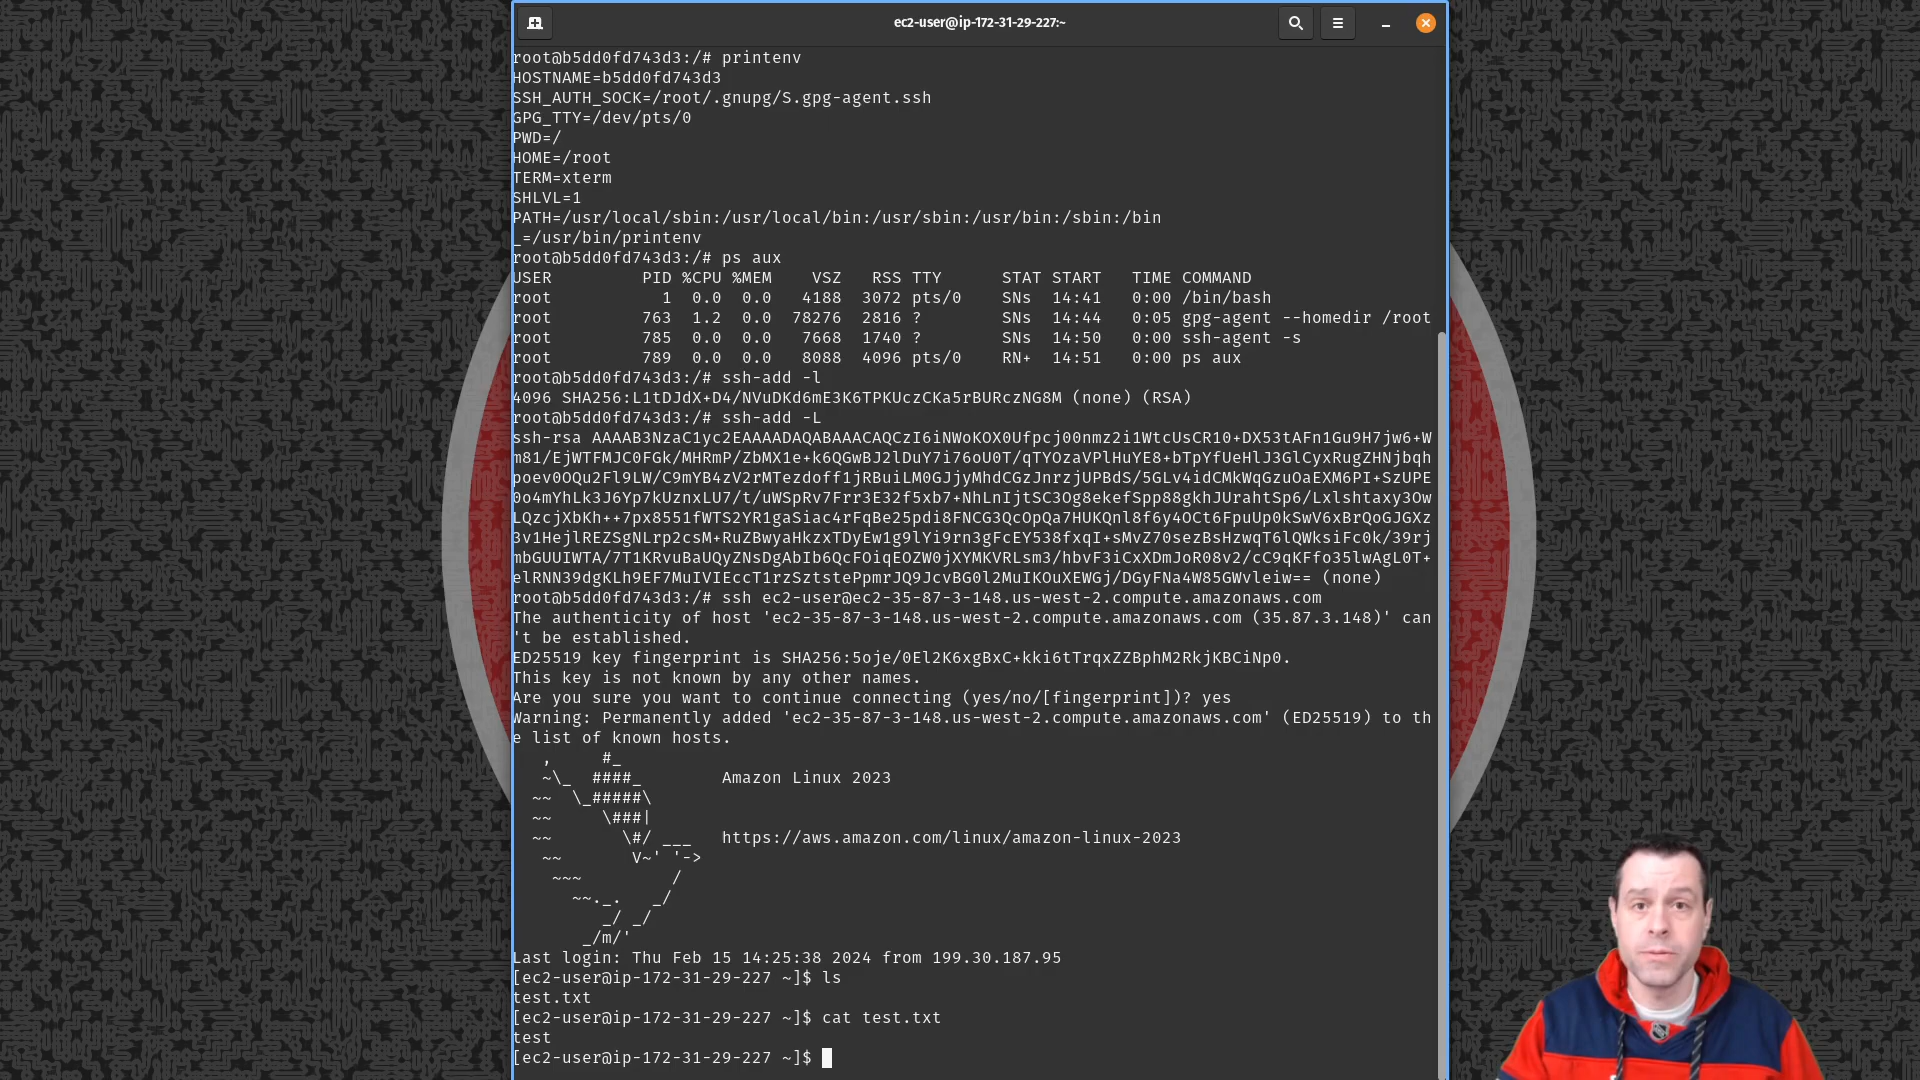 ec2-user@ip-172-31-29-227:~
root@b5dd0fd743d3:/# printenv
HOSTNAME=b5dd0fd743d3
SSH_AUTH_SOCK=/root/.gnupg/S.gpg-agent.ssh
GPG_TTY=/dev/pts/0
PWD=/
HOME=/root
TERM=xterm
SHLVL=1
PATH=/usr/local/sbin:/usr/local/bin:/usr/sbin:/usr/bin:/sbin:/bin
_=/usr/bin/printenv
root@b5dd0fd743d3:/# ps aux
USER         PID %CPU %MEM    VSZ   RSS TTY      STAT START   TIME COMMAND
root           1  0.0  0.0   4188  3072 pts/0    SNs  14:41   0:00 /bin/bash
root         763  1.2  0.0  78276  2816 ?        SNs  14:44   0:05 gpg-agent --homedir /root
root         785  0.0  0.0   7668  1740 ?        SNs  14:50   0:00 ssh-agent -s
root         789  0.0  0.0   8088  4096 pts/0    RN+  14:51   0:00 ps aux
root@b5dd0fd743d3:/# ssh-add -l
4096 SHA256:L1tDJdX+D4/NVuDKd6mE3K6TPKUczCKa5rBURczNG8M (none) (RSA)
root@b5dd0fd743d3:/# ssh-add -L
ssh-rsa AAAAB3NzaC1yc2EAAAADAQABAAACAQCzI6iNWoKOX0Ufpcj00nmz2i1WtcUsCR10+DX53tAFn1Gu9H7jw6+W
m81/EjWTFMJC0FGk/MHRmP/ZbMX1e+k6QGwBJ2lDuY7i76oU0T/qTYOzaVPlHuYE8+bTpYfUeHlJ3GlCyxRugZHNjbqh
poev0OQu2Fl9LW/C9mYB4zV2rMTezdoff1jRBuiLM0GJjyMhdCGzJnrzjUPBdS/5GLv4idCMkWqGzuOaEXM6PI+SzUPE
0o4mYhLk3J6Yp7kUznxLU7/t/uWSpRv7Frr3E32f5xb7+NhLnIjtSC3Og8ekefSpp88gkhJUrahtSp6/Lxlshtaxy3Ow
LQzcjXbKh++7px8551fWTS2YR1gaSiac4rFqBe25pdi8FNCG3QcOpQa7HUKQnl8f6y4OCt6FpuUp0kSwV6xBrQoGJGXz
3v1HejlREZSgNLrp2csM+RuZBwyaHkzxTDyEw1g9lYi9rn3gFcEY538fxqI+sMvZ70sezBsHzwqT6lQWksiFc0k/39rj
mbGUUIWTA/7T1KRvuBaUQyZNsDgAbIb6QcFOiqEOZW0jXYMKVRLsm3/hbvF3iCxXDmJoR08v2/cC9qKFfo35lwAgL0T+
elRNN39dgKLh9EF7MuIVIEccT1rzSztstePpmrJQ9JcvBG0l2MuIKOuXEWGj/DGyFNa4W85GWvleiw== (none)
root@b5dd0fd743d3:/# ssh ec2-user@ec2-35-87-3-148.us-west-2.compute.amazonaws.com
The authenticity of host 'ec2-35-87-3-148.us-west-2.compute.amazonaws.com (35.87.3.148)' can
't be established.
ED25519 key fingerprint is SHA256:5oje/0El2K6xgBxC+kki6tTrqxZZBphM2RkjKBCiNp0.
This key is not known by any other names.
Are you sure you want to continue connecting (yes/no/[fingerprint])? yes
Warning: Permanently added 'ec2-35-87-3-148.us-west-2.compute.amazonaws.com' (ED25519) to th
e list of known hosts.
   ,     #_
   ~\_  ####_        Amazon Linux 2023
  ~~  \_#####\
  ~~     \###|
  ~~       \#/ ___   https://aws.amazon.com/linux/amazon-linux-2023
   ~~       V~' '->
    ~~~         /
      ~~._.   _/
         _/ _/
       _/m/'
Last login: Thu Feb 15 14:25:38 2024 from 199.30.187.95
[ec2-user@ip-172-31-29-227 ~]$ ls
test.txt
[ec2-user@ip-172-31-29-227 ~]$ cat test.txt
test
[ec2-user@ip-172-31-29-227 ~]$